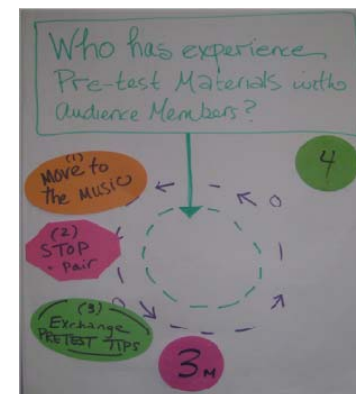 Who has experience
Pre-test Materials with
audience Members?
(1)
Move to
the Music
(2)
STOP
• pair
(3)
Exchange
PRETEST TIPS
4
3 M